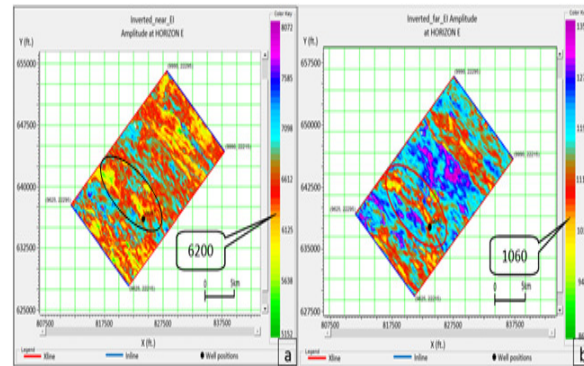 Inverted_near_EI
Amplitude at HORIZON E
Color Key
Y (ft.)
655000
647500
640000
632500
625000
807500
817500
827500
837500
X (ft.)
8072
7585
7098
6612
6125
5638
5152
6200
0
5km
Legend
Xline
Inline
Well positions
a
Inverted_far_EI Amplitude
at HORIZON E
Color Key
Y (ft.)
657500
650000
642500
635000
627500
807500
817500
827500
837500
X (ft.)
1060
0
5km
Legend
Xline
Inline
Well positions
b